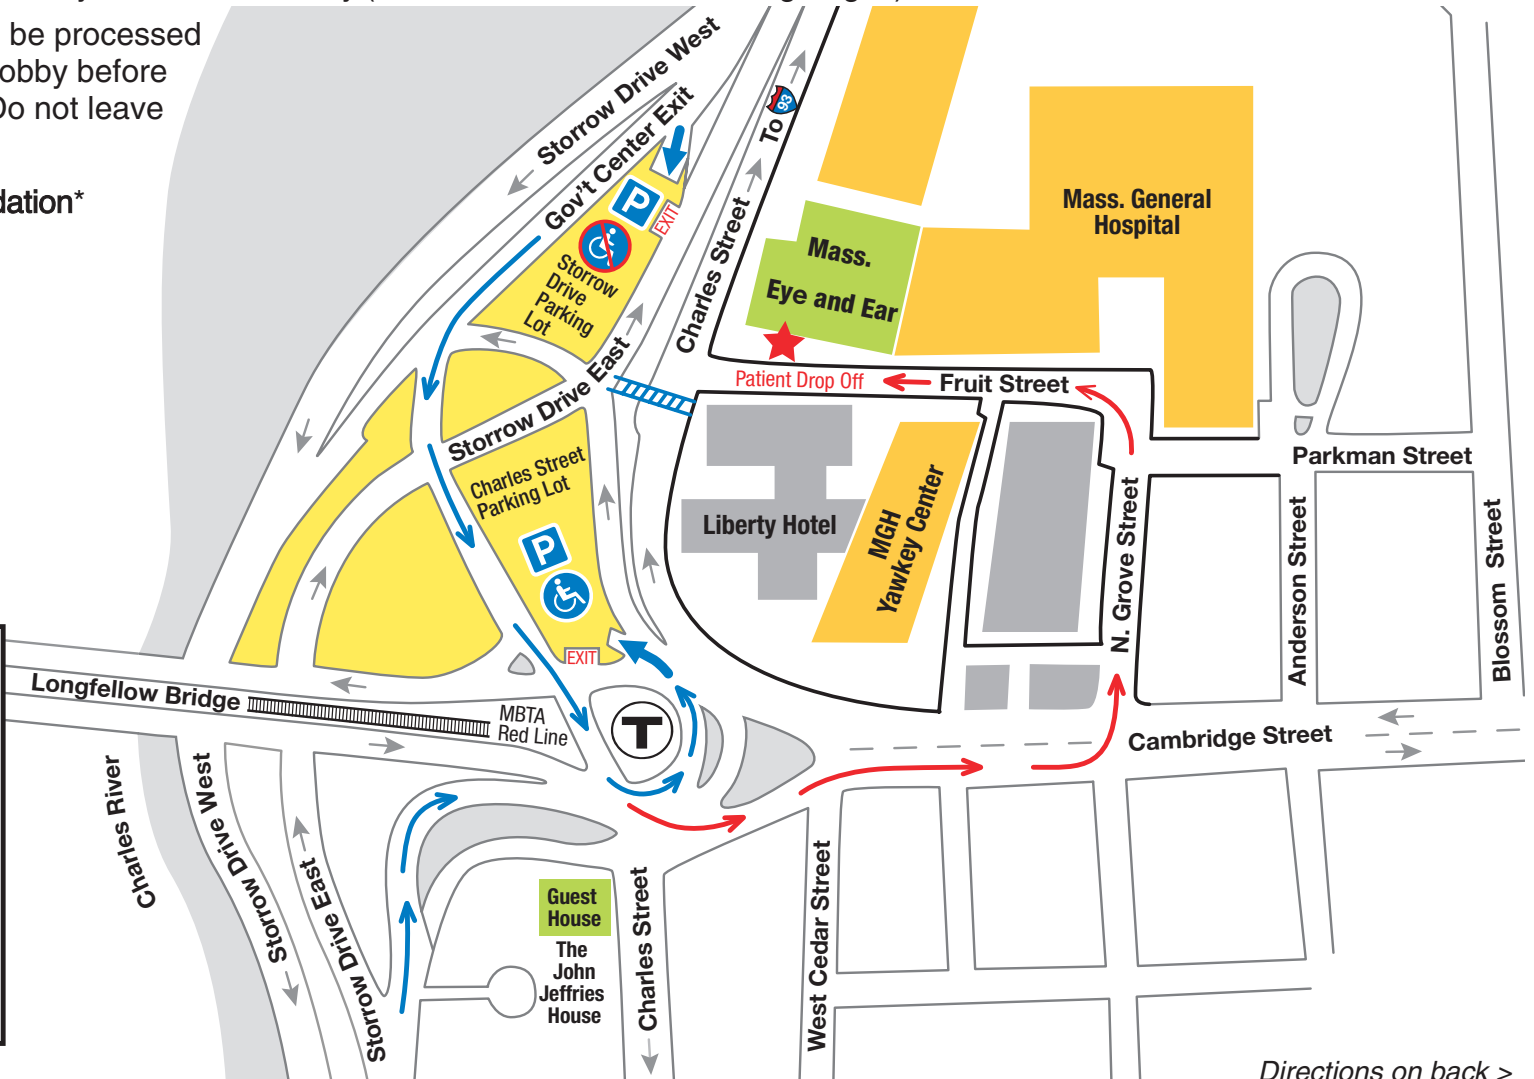 be processed
obby before
Do not leave
dation*
Storrow Drive West
Gov't Center Exit
To 93
P
EXIT
Storrow
Drive
Parking
Lot
Charles Street
Mass.
Eye and Ear
Mass. General
Hospital
Patient Drop Off
Fruit Street
Storrow Drive East
Charles Street
Parking Lot
P
EXIT
Liberty Hotel
MGH
Yawkey Center
N. Grove Street
Parkman Street
Anderson Street
Blossom Street
Longfellow Bridge
MBTA
Red Line
T
Cambridge Street
Charles River
Storrow Drive West
Storrow Drive East
Storrow Drive
Guest
House
The
John
Jeffries
House
Charles Street
West Cedar Street
Directions on back >